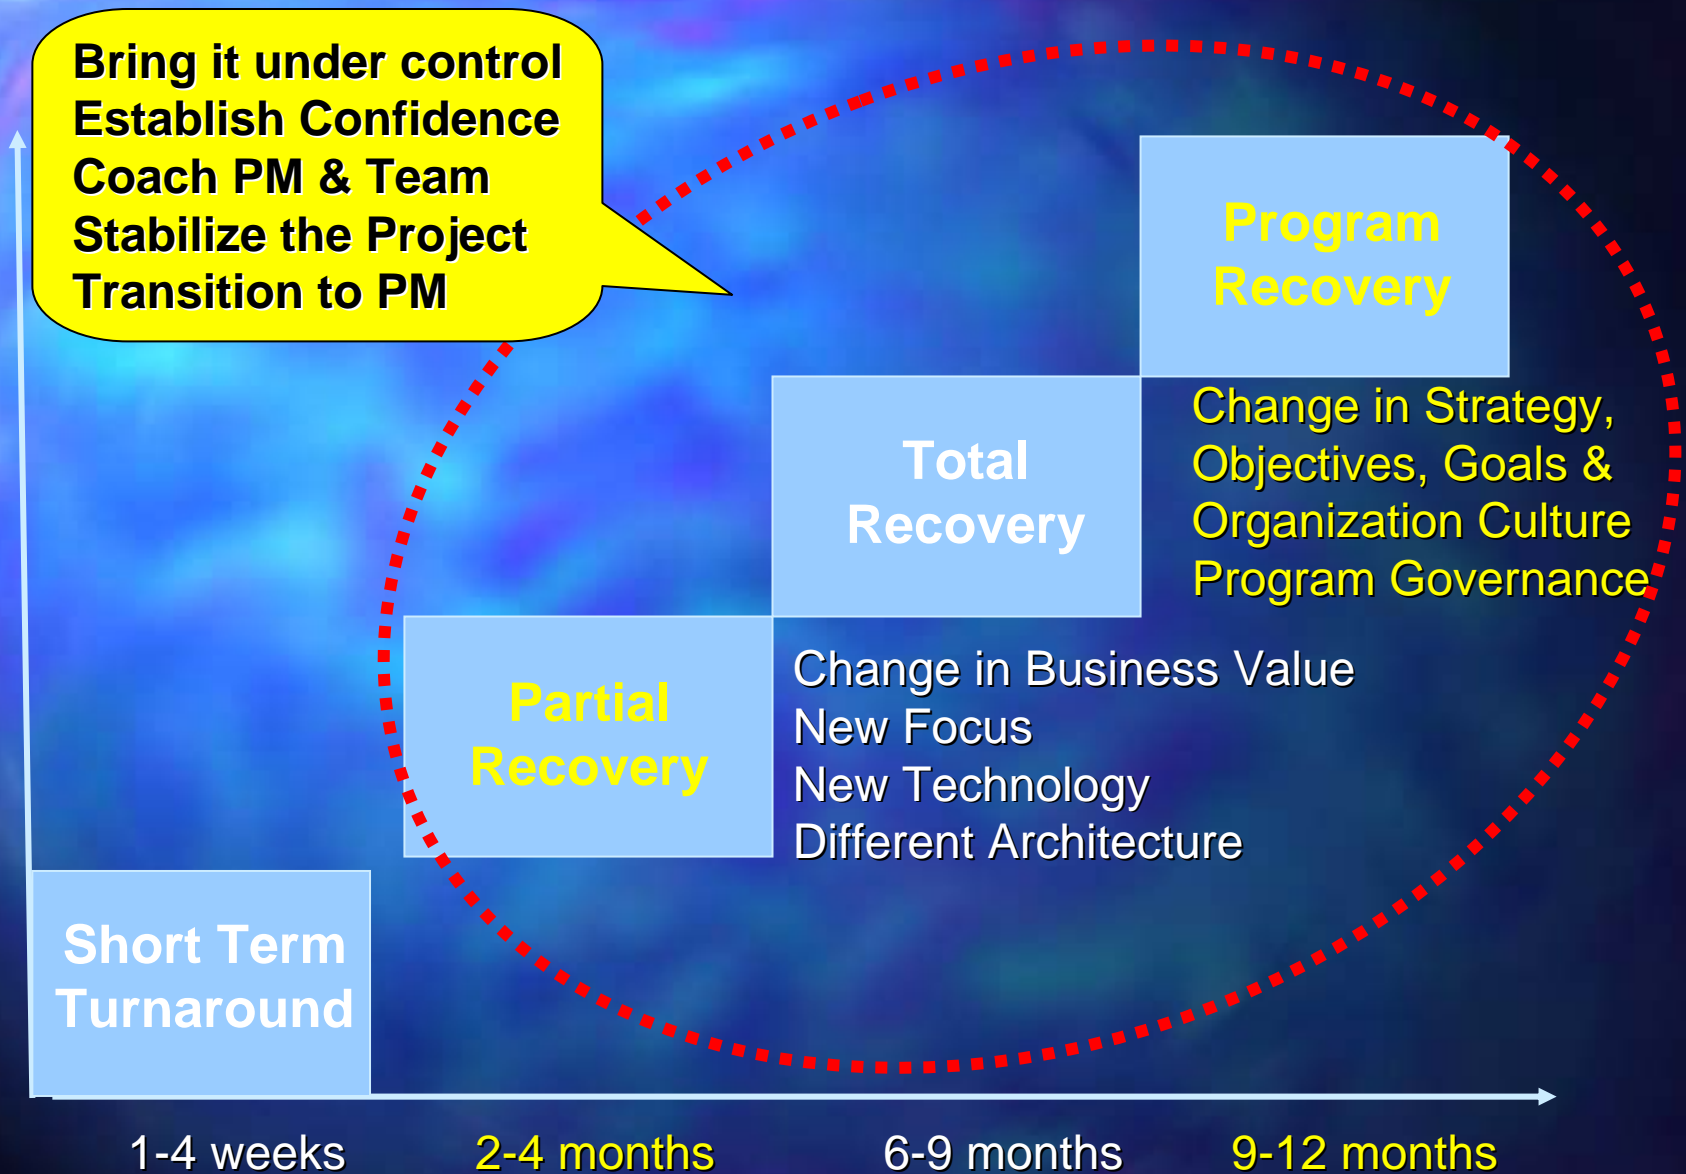 Bring it under control
Establish Confidence
Coach PM & Team
Stabilize the Project
Transition to PM
Program
Recovery
Change in Strategy,
Objectives, Goals &
Organization Culture
Program Governance
Total
Recovery
Change in Business Value
New Focus
New Technology
Different Architecture
Partial
Recovery
Short Term
Turnaround
1-4 weeks
2-4 months
6-9 months
9-12 months